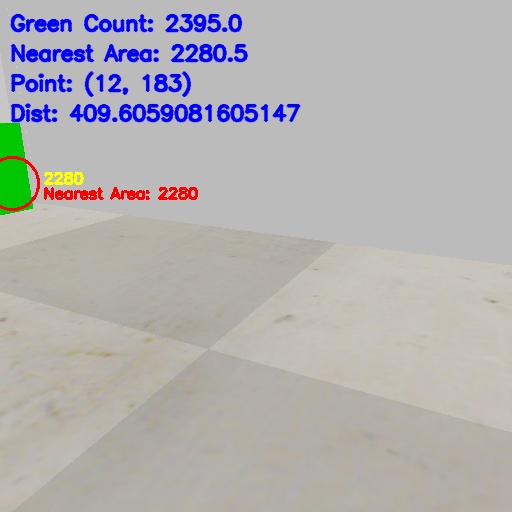 Green Count: 2395.0
Nearest Area: 2280.5
Point: (12, 183)
Dist: 409.6059081605147
2280
Nearest Area: 2280